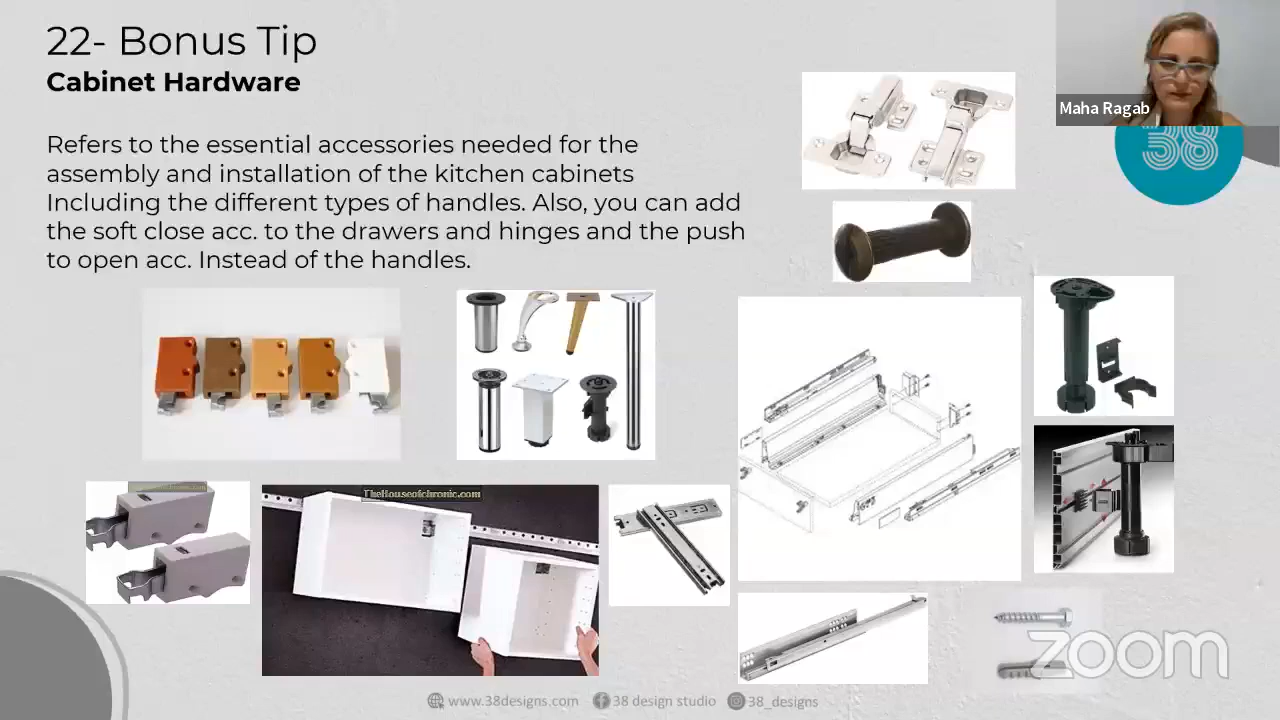 22- Bonus Tip
Cabinet Hardware
Refers to the essential accessories needed for the
assembly and installation of the kitchen cabinets
Including the different types of handles. Also, you can add
the soft close acc. to the drawers and hinges and the push
to open acc. Instead of the handles.
Maha Ragab
38
TheHouseofchronic.com
zoom
www.38designs.com
38 design studio
38_designs